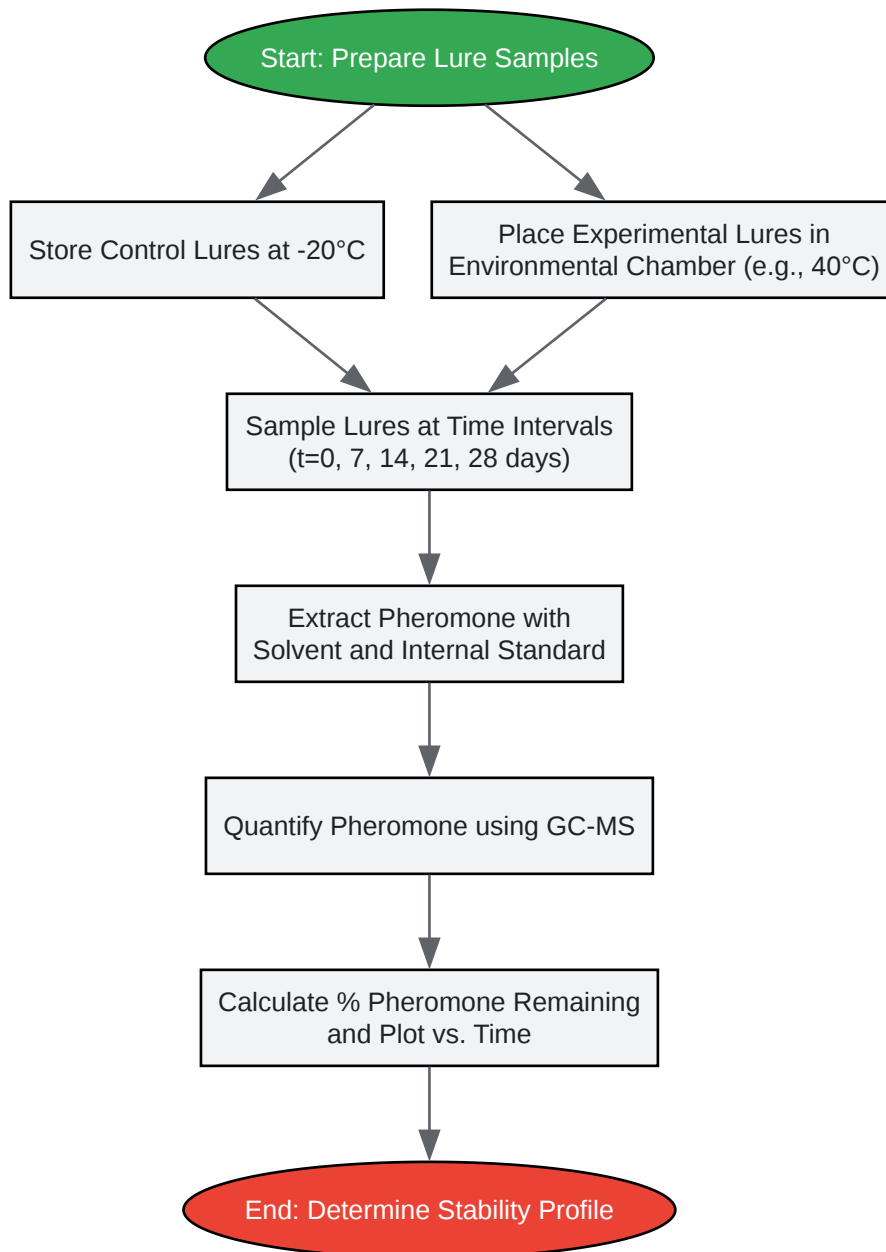 Start: Prepare Lure Samples
Store Control Lures at -20°C
Place Experimental Lures in
Environmental Chamber (e.g., 40°C)
Sample Lures at Time Intervals
(t=0, 7, 14, 21, 28 days)
Extract Pheromone with
Solvent and Internal Standard
Quantify Pheromone using GC-MS
Calculate % Pheromone Remaining
and Plot vs. Time
End: Determine Stability Profile